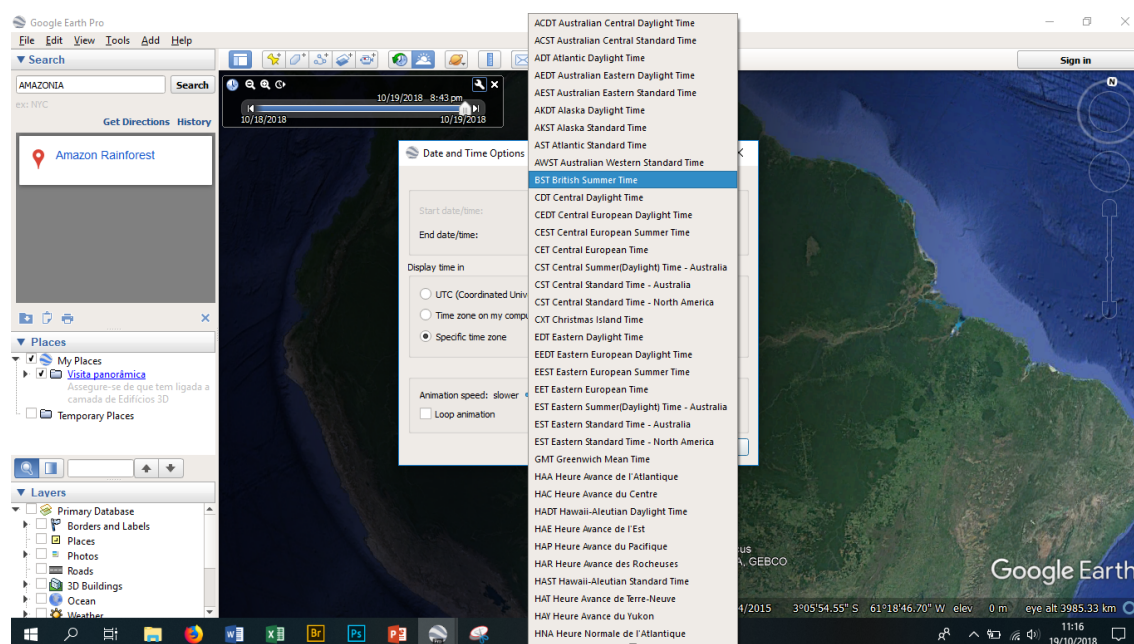 Google Earth Pro
File Edit View Tools Add Help
Search
AMAZONIA
Search
ex: NYC
Get Directions History
Amazon Rainforest
Places
My Places
Visita panorâmica
Assegure-se de que tem ligada a
camada de Edifícios 3D
Temporary Places
Layers
Primary Database
Borders and Labels
Places
Photos
Roads
3D Buildings
Ocean
Weather
Sign in
N
10/19/2018 8:43 pm
10/18/2018
10/19/2018
Date and Time Options
Start date/time:
End date/time:
Display time in
UTC (Coordinated Univ
Time zone on my compu
Specific time zone
Animation speed: slower
Loop animation
ACDT Australian Central Daylight Time
ACST Australian Central Standard Time
ADT Atlantic Daylight Time
AEDT Australian Eastern Daylight Time
AEST Australian Eastern Standard Time
AKDT Alaska Daylight Time
AKST Alaska Standard Time
AST Atlantic Standard Time
AWST Australian Western Standard Time
BST British Summer Time
CDT Central Daylight Time
CEDT Central European Daylight Time
CEST Central European Summer Time
CET Central European Time
CST Central Summer(Daylight) Time - Australia
CST Central Standard Time - Australia
CST Central Standard Time - North America
CXT Christmas Island Time
EDT Eastern Daylight Time
EEDT Eastern European Daylight Time
EEST Eastern European Summer Time
EET Eastern European Time
EST Eastern Summer(Daylight) Time - Australia
EST Eastern Standard Time - Australia
EST Eastern Standard Time - North America
GMT Greenwich Mean Time
HAA Heure Avance de l'Atlantique
HAC Heure Avance du Centre
HADT Hawaii-Aleutian Daylight Time
HAE Heure Avance de l'Est
HAP Heure Avance du Pacifique
HAR Heure Avance des Rocheuses
HAST Hawaii-Aleutian Standard Time
HAT Heure Avance de Terre-Neuve
HAY Heure Avance du Yukon
HNA Heure Normale de l'Atlantique
us
A, GEBCO
Google Earth
4/2015 3°05'54.55" S 61°18'46.70" W elev 0 m eye alt 3985.33 km
Br Ps
11:16
19/10/2018